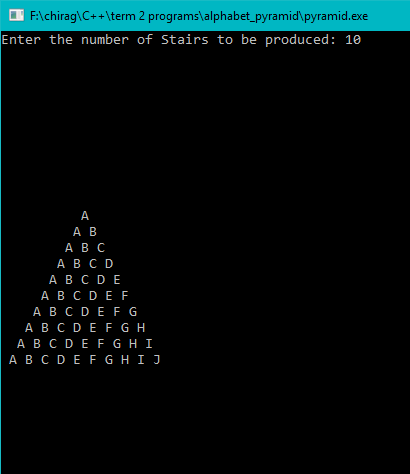 F:\chirag\C++\term 2 programs\alphabet_pyramid\pyramid.exe
Enter the number of Stairs to be produced: 10
A
A B
A B C
A B C D
A B C D E
A B C D E F
A B C D E F G
A B C D E F G H
A B C D E F G H I
A B C D E F G H I J